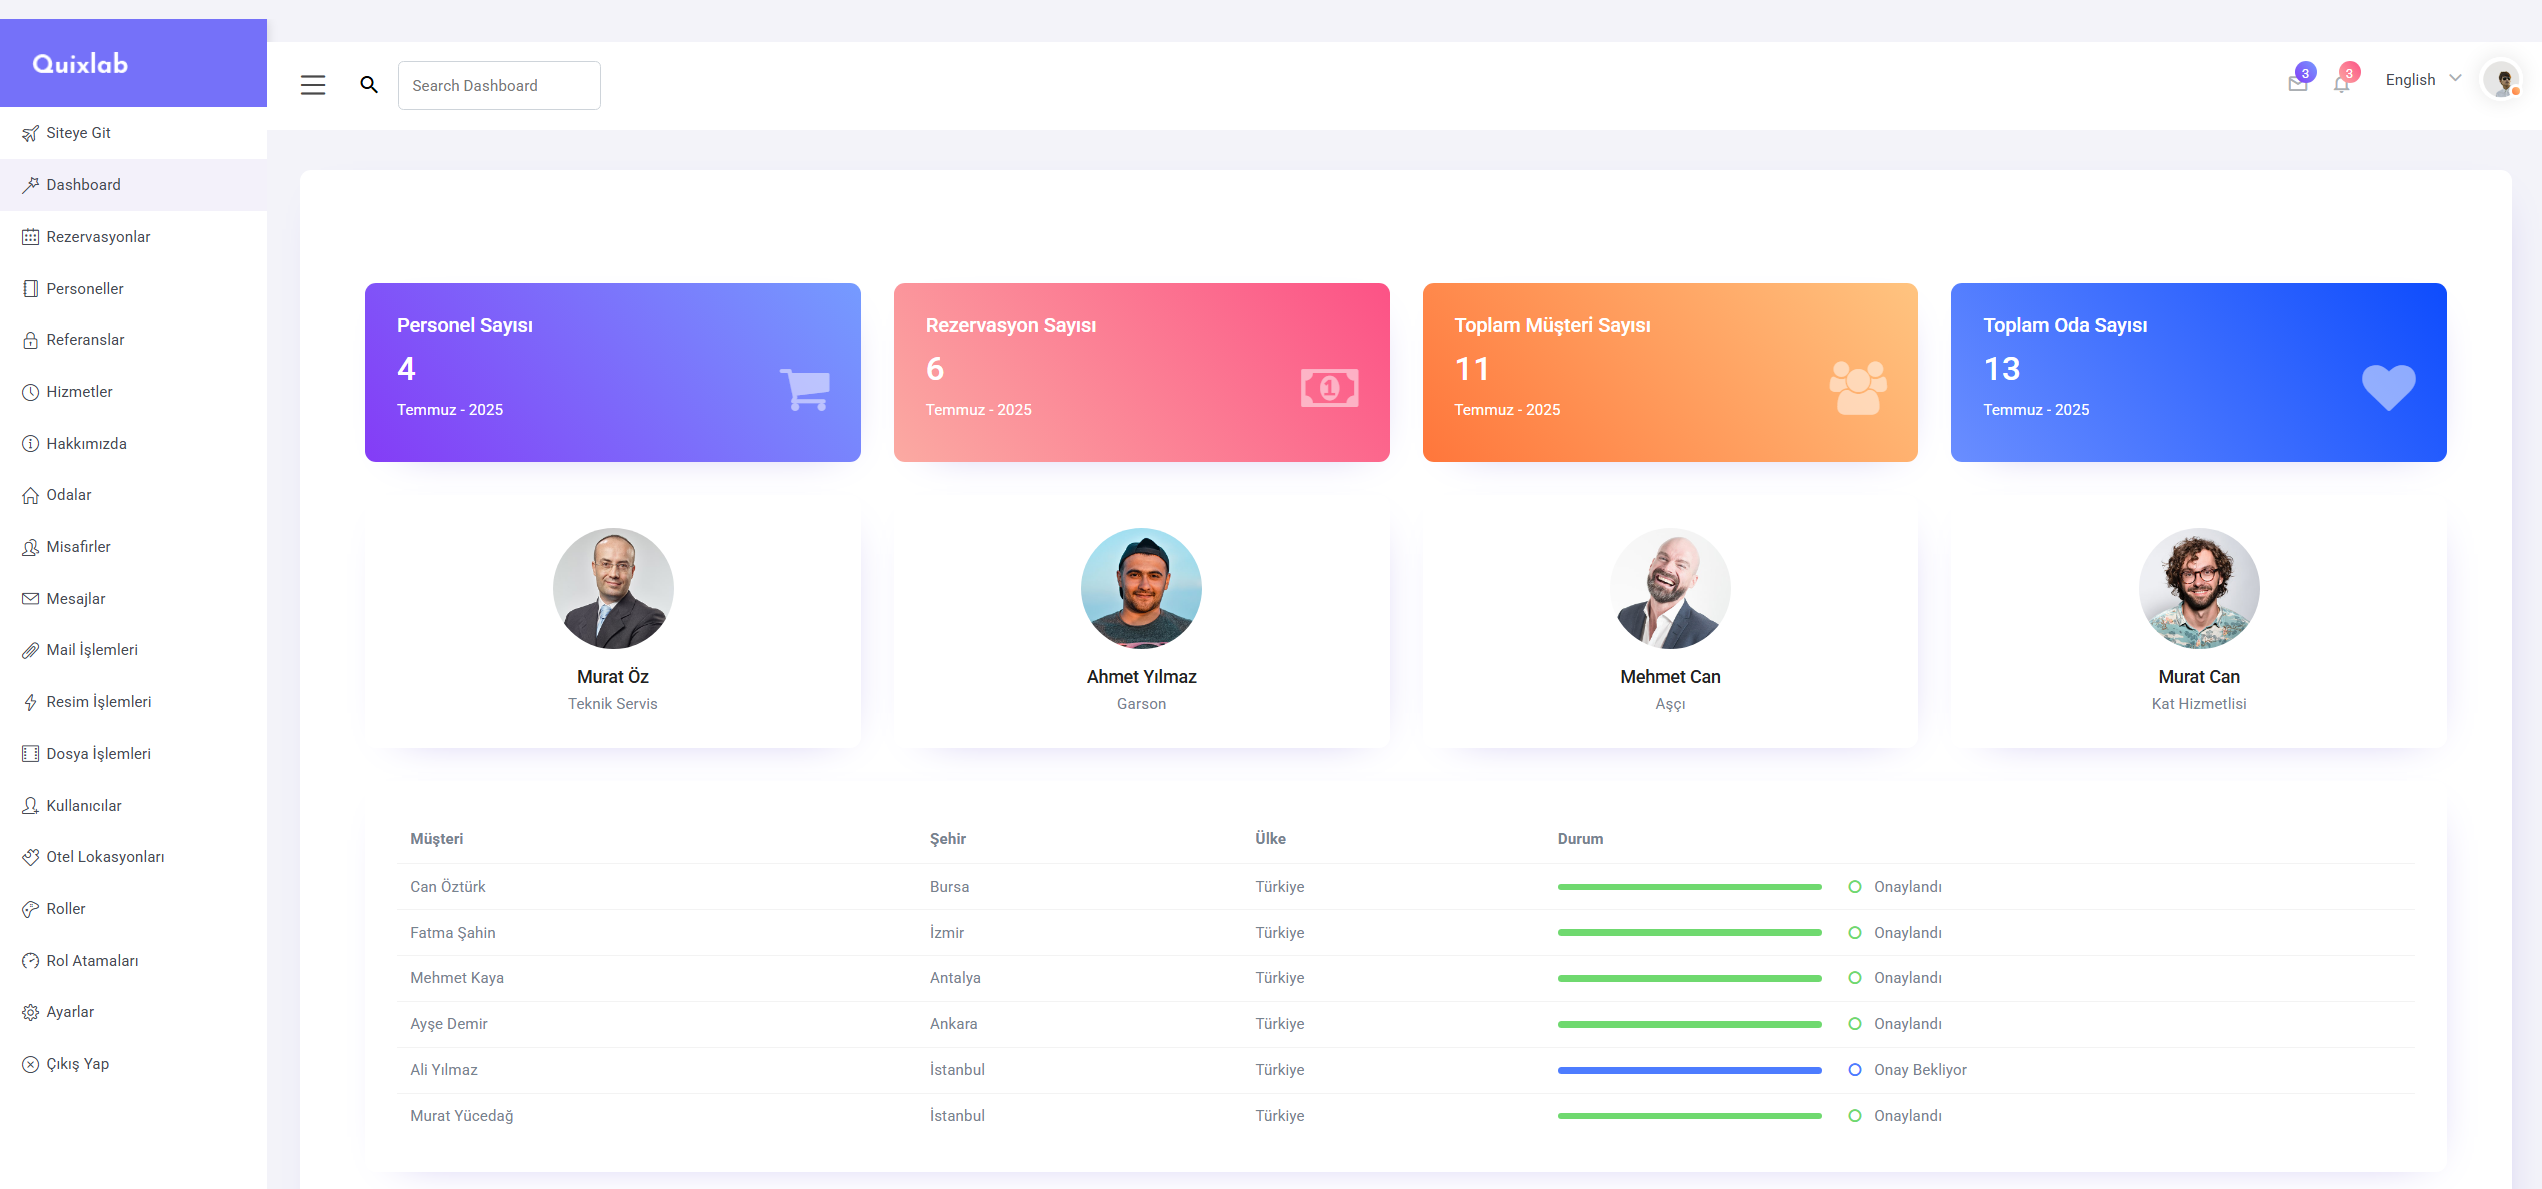 Quixlab
Search Dashboard
3
3
English
Siteye Git
Dashboard
Rezervasyonlar
Personeller
Referanslar
Hizmetler
Hakkımızda
Odalar
Misafirler
Mesajlar
Mail İşlemleri
Resim İşlemleri
Dosya İşlemleri
Kullanıcılar
Otel Lokasyonları
Roller
Rol Atamaları
Ayarlar
Çıkış Yap
Personel Sayısı
4
Temmuz - 2025
Rezervasyon Sayısı
6
Temmuz - 2025
1
Toplam Müşteri Sayısı
11
Temmuz - 2025
Toplam Oda Sayısı
13
Temmuz - 2025
Murat Öz
Teknik Servis
Ahmet Yılmaz
Garson
Mehmet Can
Aşçı
Murat Can
Kat Hizmetlisi
Müşteri Şehir Ülke Durum
Can Öztürk Bursa Türkiye Onaylandı
Fatma Şahin İzmir Türkiye Onaylandı
Mehmet Kaya Antalya Türkiye Onaylandı
Ayşe Demir Ankara Türkiye Onaylandı
Ali Yılmaz İstanbul Türkiye Onay Bekliyor
Murat Yücedağ İstanbul Türkiye Onaylandı